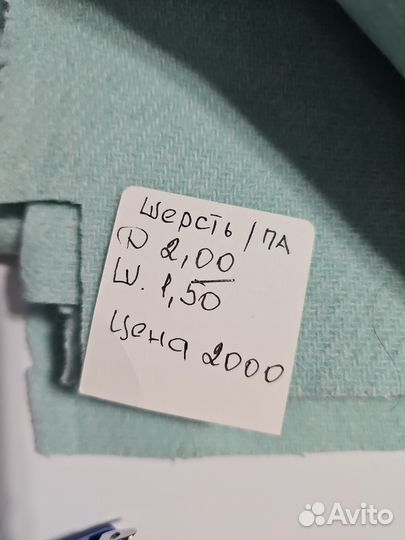 Шерсть/ПА
Д 2,00
Ш. 1,50
Цена 2000
Avito